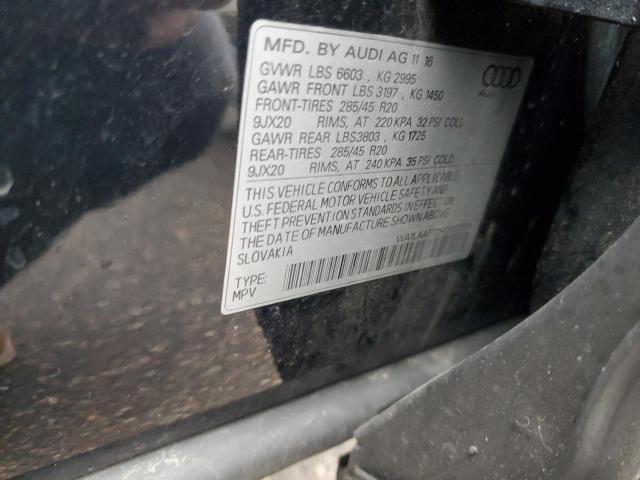 MFD. BY AUDI AG 11 16
GVWR LBS 6603 , KG 2995
GAWR FRONT LBS 3197 , KG 1450
FRONT-TIRES 285/45 R20
9JX20 RIMS, AT 220 KPA 32 PSI COLD
GAWR REAR LBS3803 , KG 1725
REAR-TIRES 285/45 R20
9JX20 RIMS, AT 240 KPA 35 PSI COLD
THIS VEHICLE CONFORMS TO ALL APPLICABLE
U.S. FEDERAL MOTOR VEHICLE SAFETY AND
THEFT PREVENTION STANDARDS IN EFFECT ON
THE DATE OF MANUFACTURE SHOWN ABOVE
SLOVAKIA
TYPE:
MPV
Audi